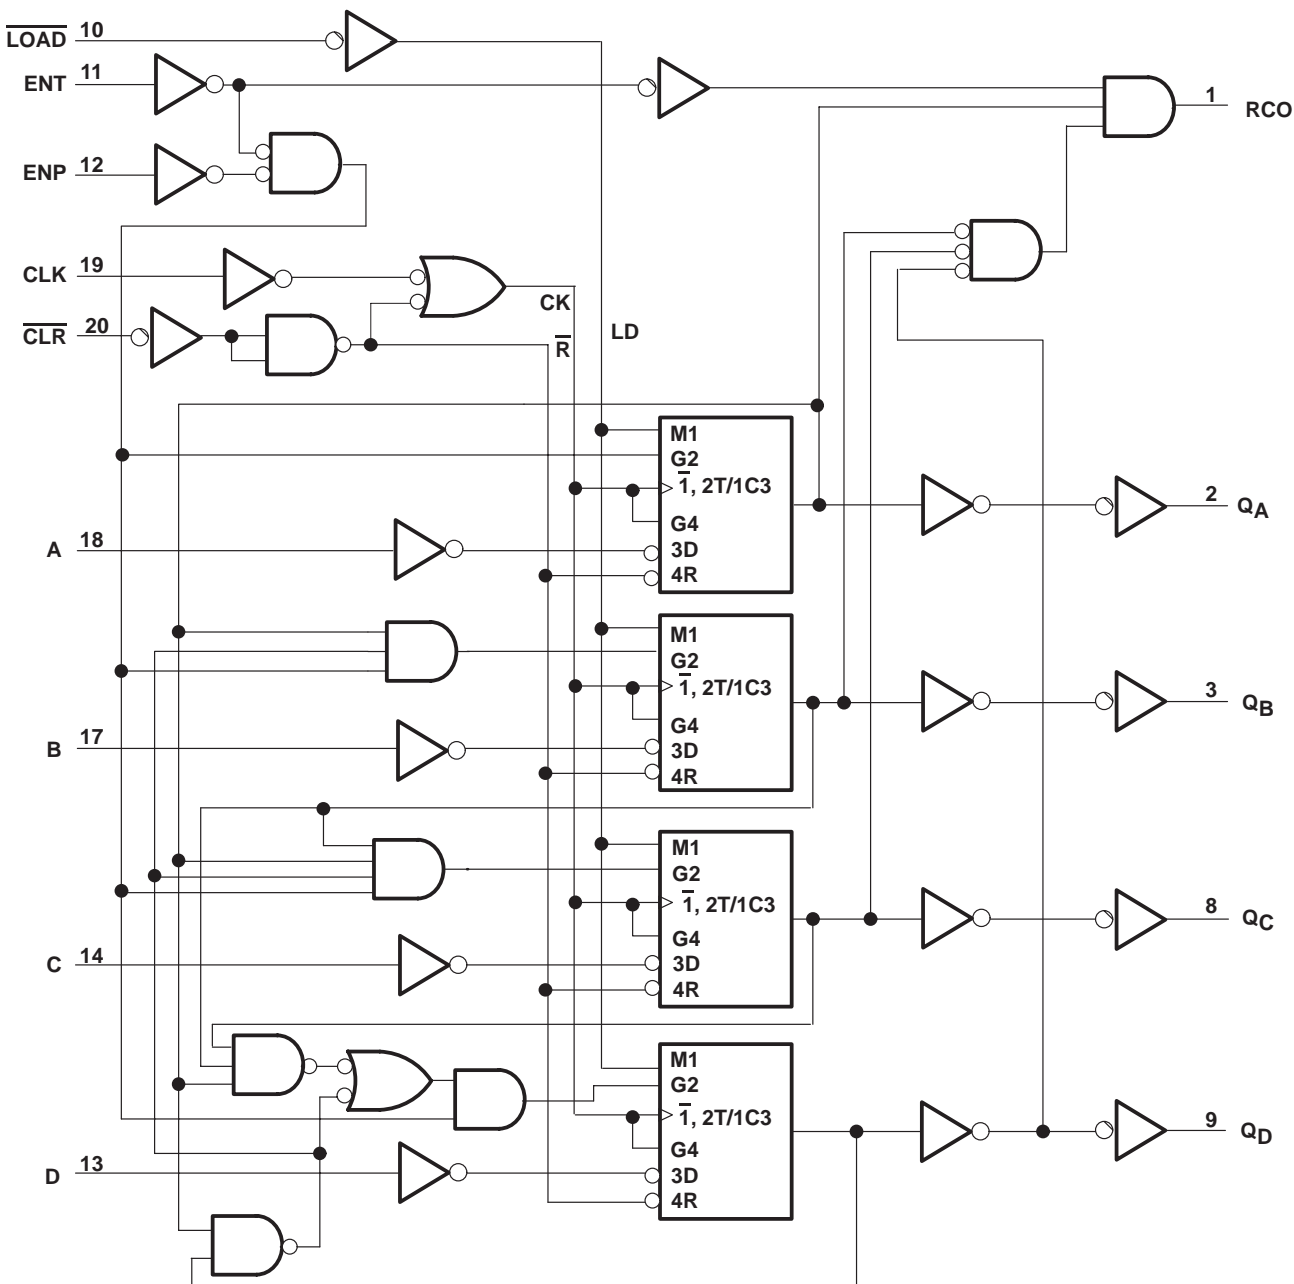 LOAD 10
ENT 11
1 RCO
ENP 12
CLK 19
CK
CLR 20
R
LD
M1
G2
1, 2T/1C3
G4
3D
4R
2 QA
A 18
M1
G2
1, 2T/1C3
G4
3D
4R
3 QB
B 17
M1
G2
1, 2T/1C3
G4
3D
4R
8 QC
C 14
M1
G2
1, 2T/1C3
G4
3D
4R
9 QD
D 13